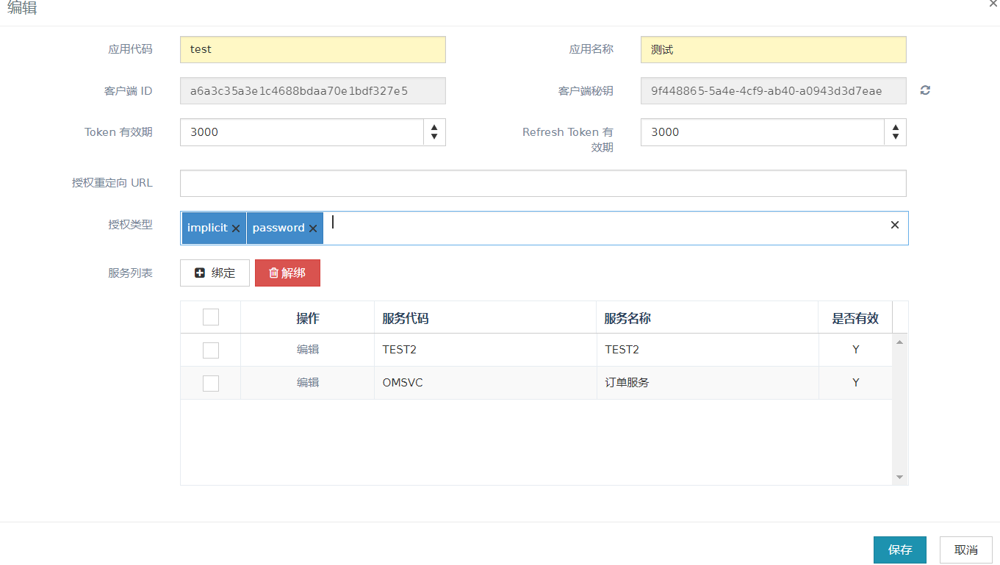 编辑
应用代码 test 应用名称 测试
客户端 ID a6a3c35a3e1c4688bdaa70e1bdf327e5 客户端秘钥 9f448865-5a4e-4cf9-ab40-a0943d3d7eae
Token 有效期 3000 Refresh Token 有
效期 3000
授权重定向 URL
授权类型 implicit password
服务列表 绑定 解绑
操作 服务代码 服务名称 是否有效
编辑 TEST2 TEST2 Y
编辑 OMSVC 订单服务 Y
保存 取消